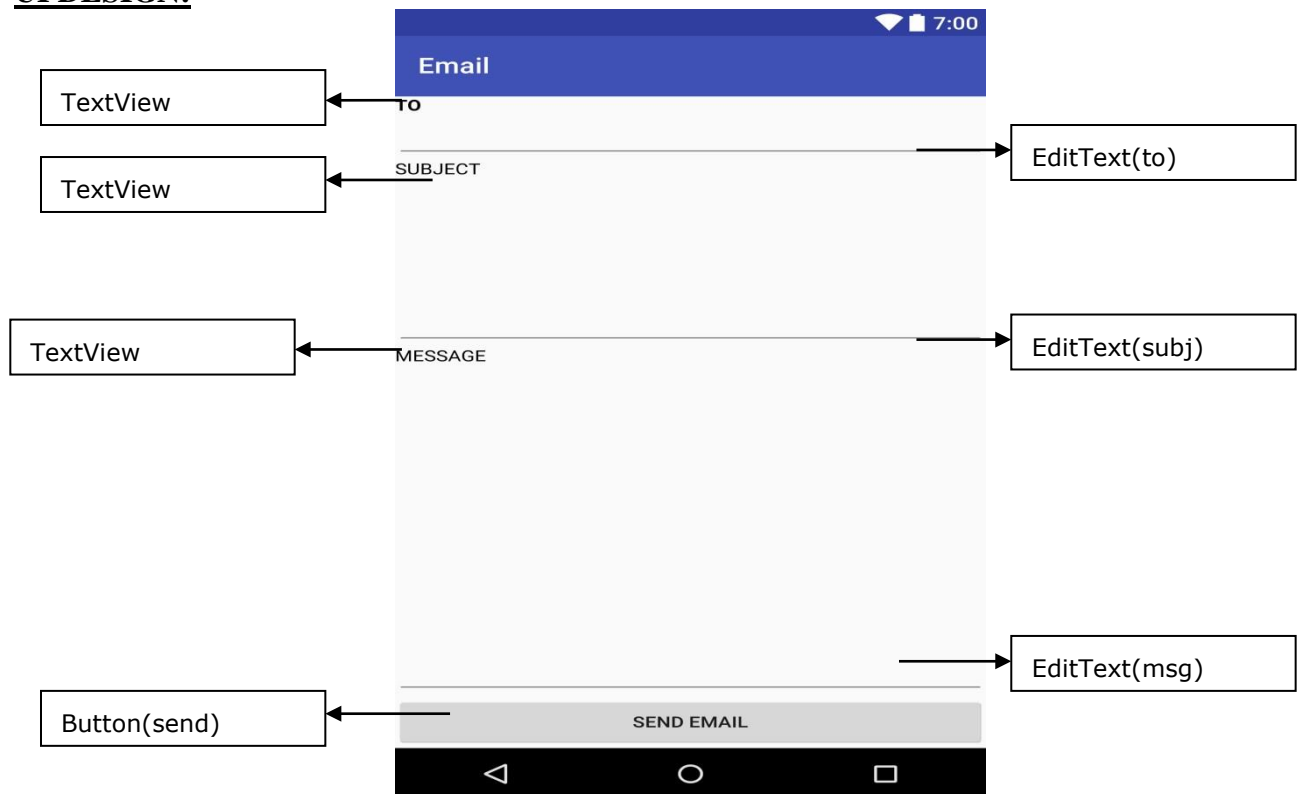 UI DESIGN:
7:00
Email
TextView
TO
EditText(to)
SUBJECT
TextView
TextView
MESSAGE
EditText(subj)
EditText(msg)
Button(send)
SEND EMAIL